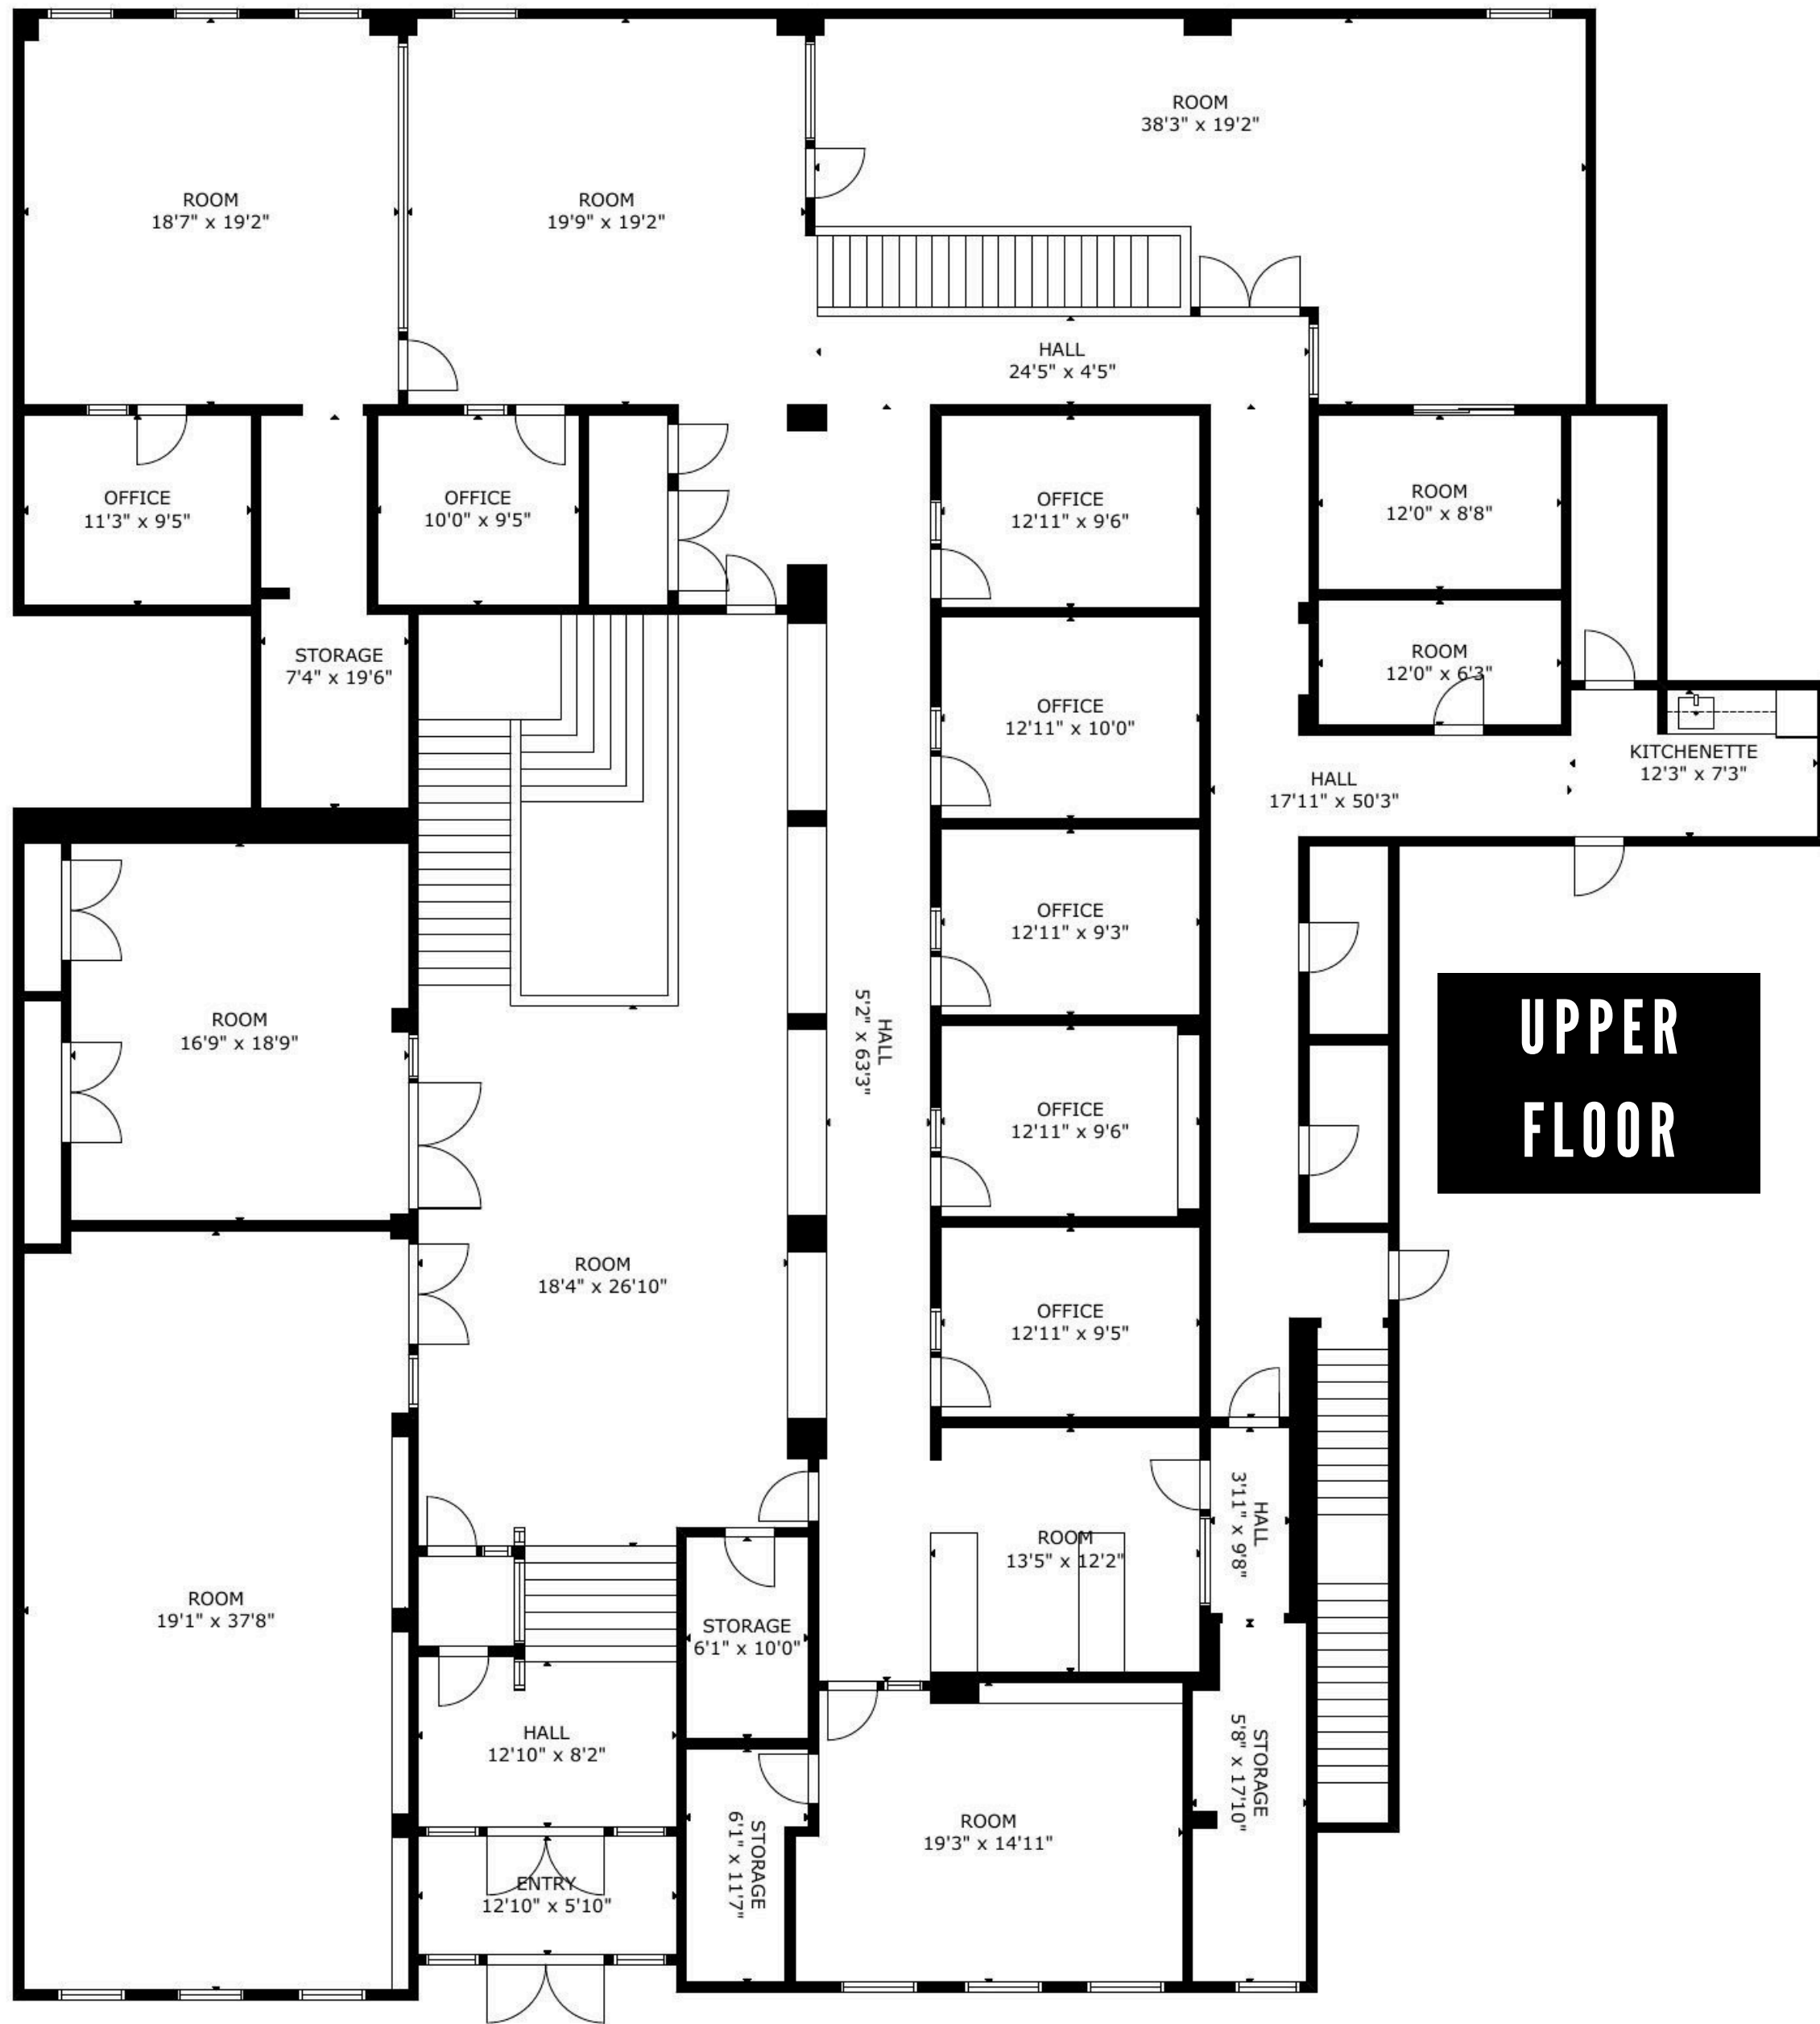 ROOM
38'3" x 19'2"
ROOM
18'7" x 19'2"
ROOM
19'9" x 19'2"
HALL
24'5" x 4'5"
OFFICE
11'3" x 9'5"
OFFICE
10'0" x 9'5"
OFFICE
12'11" x 9'6"
ROOM
12'0" x 8'8"
STORAGE
7'4" x 19'6"
ROOM
12'0" x 6'3"
OFFICE
12'11" x 10'0"
KITCHENETTE
12'3" x 7'3"
HALL
17'11" x 50'3"
OFFICE
12'11" x 9'3"
ROOM
16'9" x 18'9"
HALL
5'2" x 63'3"
UPPER
FLOOR
OFFICE
12'11" x 9'6"
ROOM
18'4" x 26'10"
OFFICE
12'11" x 9'5"
ROOM
13'5" x 12'2"
HALL
3'11" x 9'8"
ROOM
19'1" x 37'8"
STORAGE
6'1" x 10'0"
HALL
12'10" x 8'2"
STORAGE
5'8" x 17'10"
ROOM
19'3" x 14'11"
STORAGE
6'1" x 11'7"
ENTRY
12'10" x 5'10"